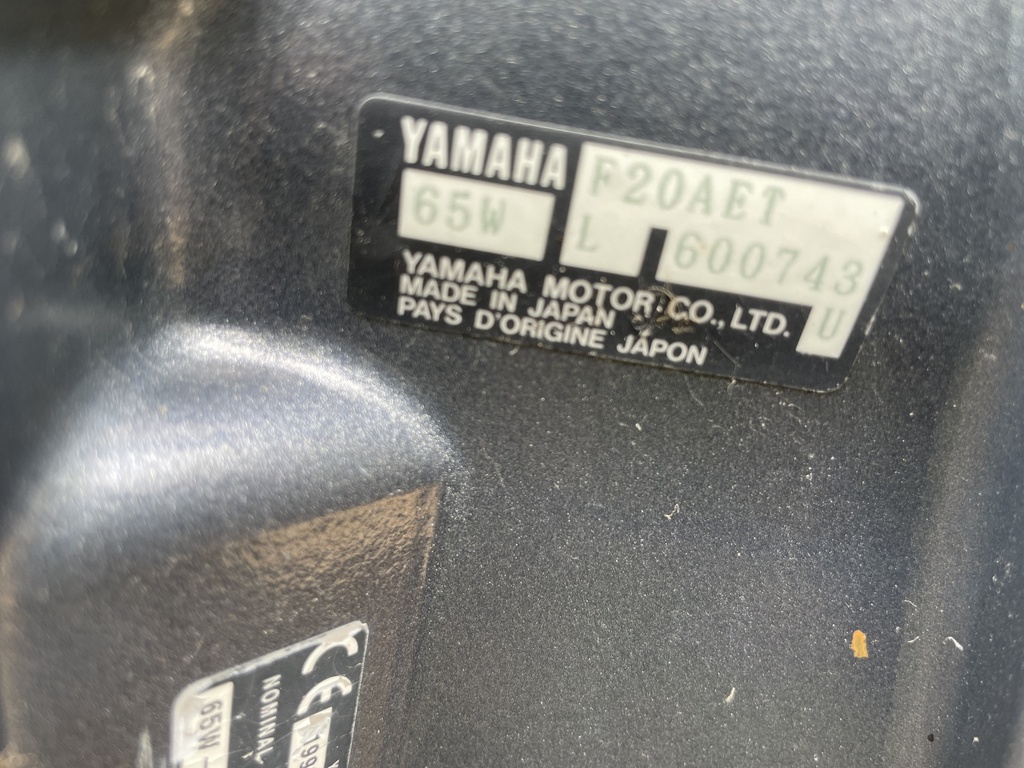 YAMAHA
F20AET
65W
L 600743
U
YAMAHA MOTOR CO., LTD.
MADE IN JAPAN
PAYS D'ORIGINE JAPON
CE
NOMINAL
65W-